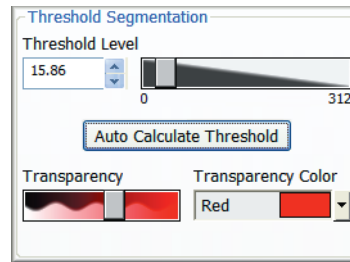 Threshold Segmentation
Threshold Level
15.86
0 312
Auto Calculate Threshold
Transparency Transparency Color
Red